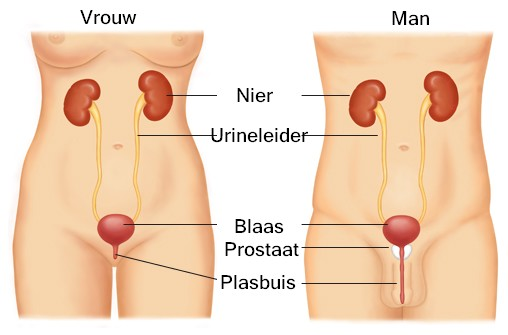 Vrouw
Man
Nier
Urineleider
Blaas
Prostaat
Plasbuis